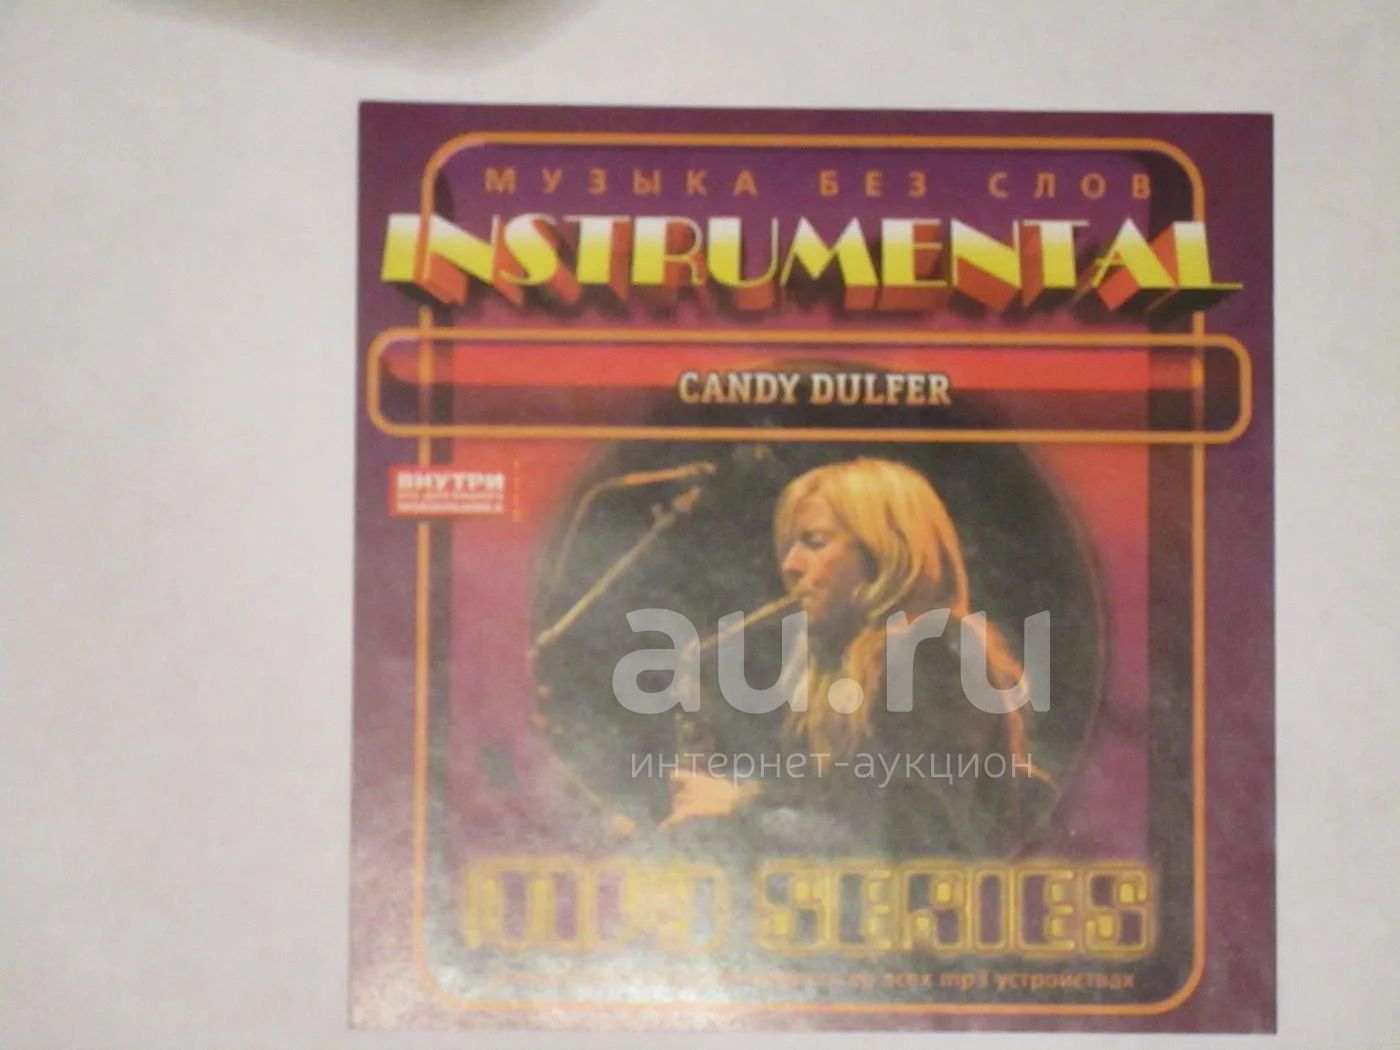 МУЗЫКА БЕЗ СЛОВ
INSTRUMENTAL
CANDY DULFER
ВНУТРИ
au.ru
интернет-аукцион
SERIES
всех mp3 устройствах